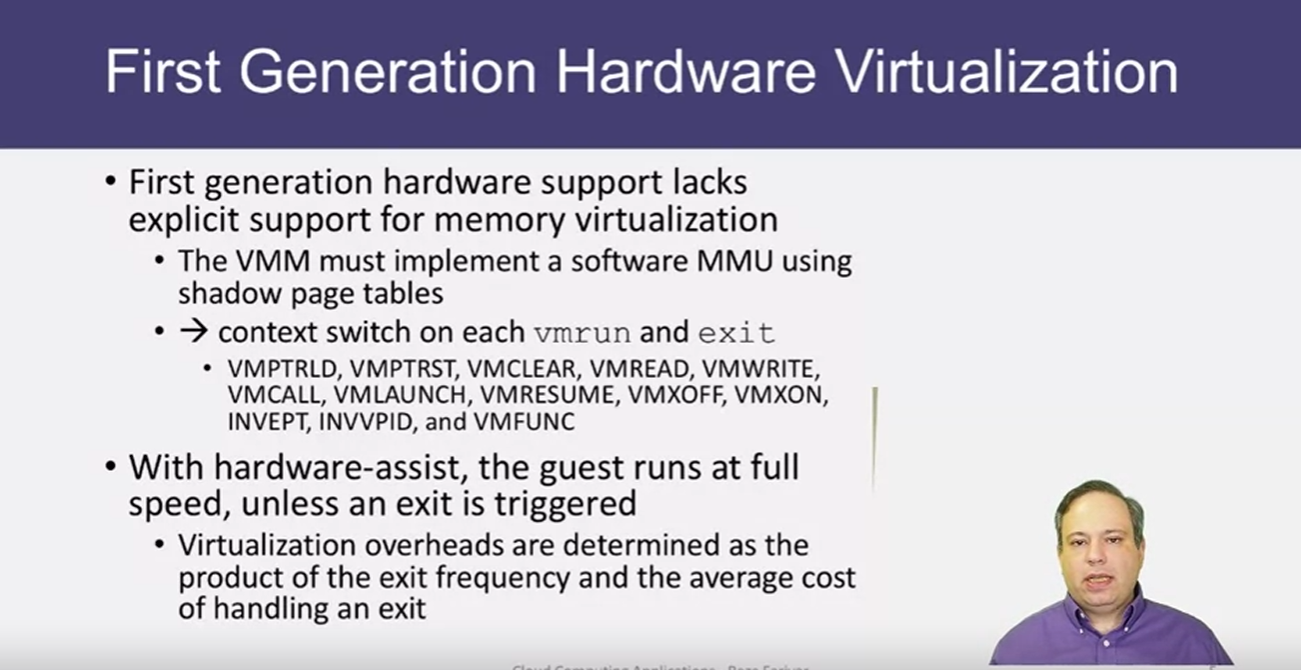 First Generation Hardware Virtualization
• First generation hardware support lacks
explicit support for memory virtualization
• The VMM must implement a software MMU using
shadow page tables
• → context switch on each vmrun and exit
• VMPTRLD, VMPTRST, VMCLEAR, VMREAD, VMWRITE,
VMCALL, VMLAUNCH, VMRESUME, VMXOFF, VMXON,
INVEPT, INVVPID, and VMFUNC
• With hardware-assist, the guest runs at full
speed, unless an exit is triggered
• Virtualization overheads are determined as the
product of the exit frequency and the average cost
of handling an exit
Cloud Computing Applications -